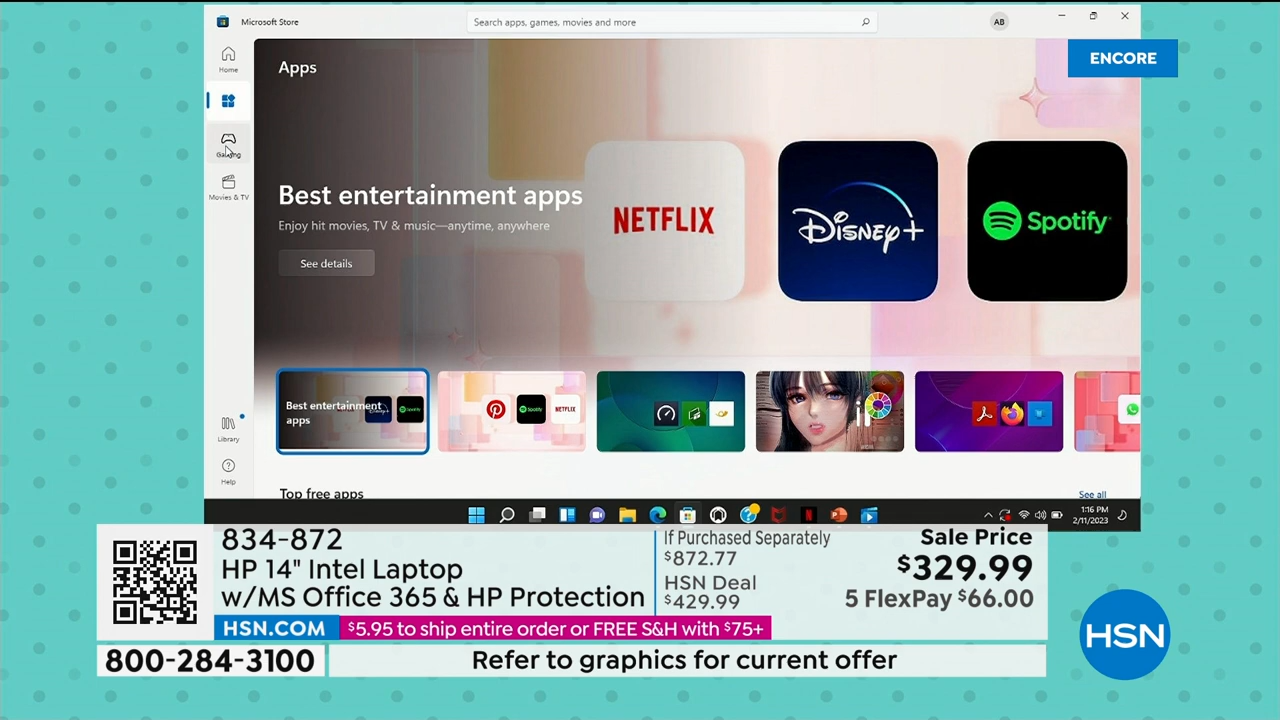 Microsoft Store
Search apps, games, movies and more
AB
ENCORE
Home
Apps
Gaming
Movies & TV
Best entertainment apps
Enjoy hit movies, TV & music—anytime, anywhere
See details
NETFLIX
Disney+
Spotify
Best entertainment
apps
Spotify
NETFLIX
Library
Help
Top free apps
See all
1:16 PM
2/11/2023
834-872
HP 14" Intel Laptop
w/MS Office 365 & HP Protection
If Purchased Separately
$872.77
HSN Deal
$429.99
Sale Price
$329.99
5 FlexPay $66.00
HSN.COM
$5.95 to ship entire order or FREE S&H with $75+
HSN
800-284-3100
Refer to graphics for current offer